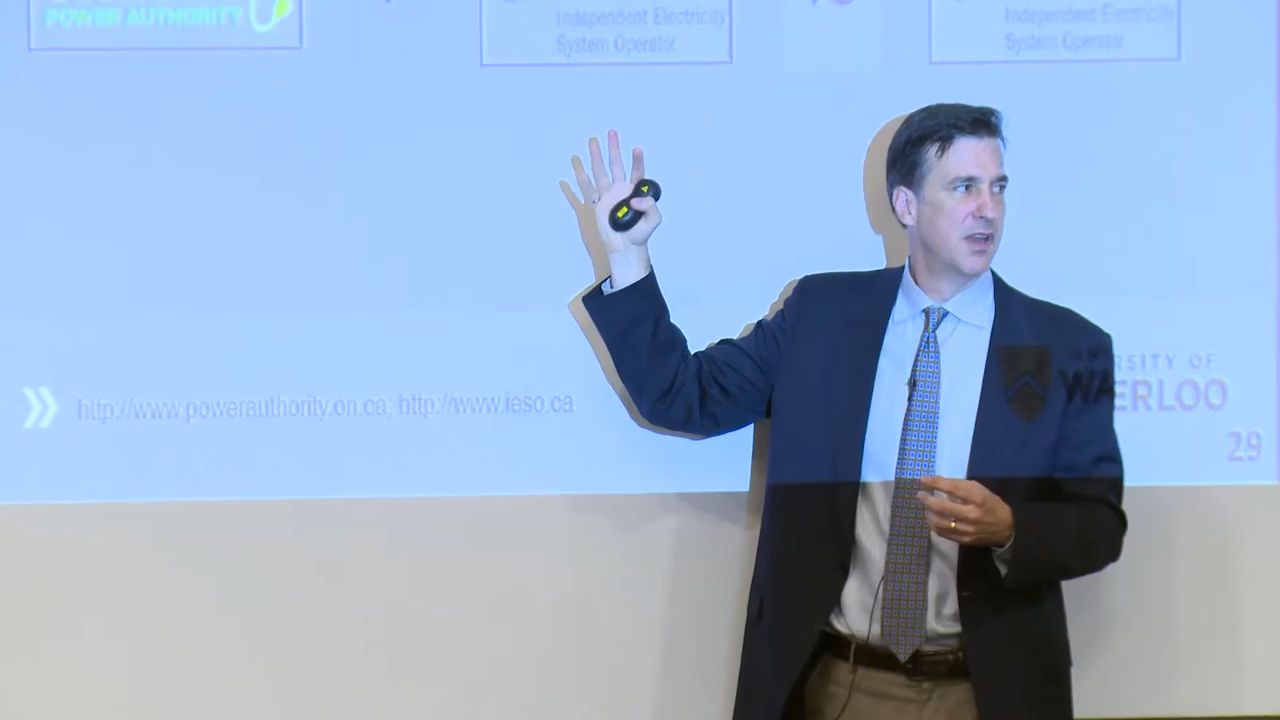 POWER AUTHORITY
Independent Electricity
System Operator
Independent Electricity
System Operator
http://www.powerauthority.on.ca; http://www.ieso.ca
UNIVERSITY OF
WATERLOO
29